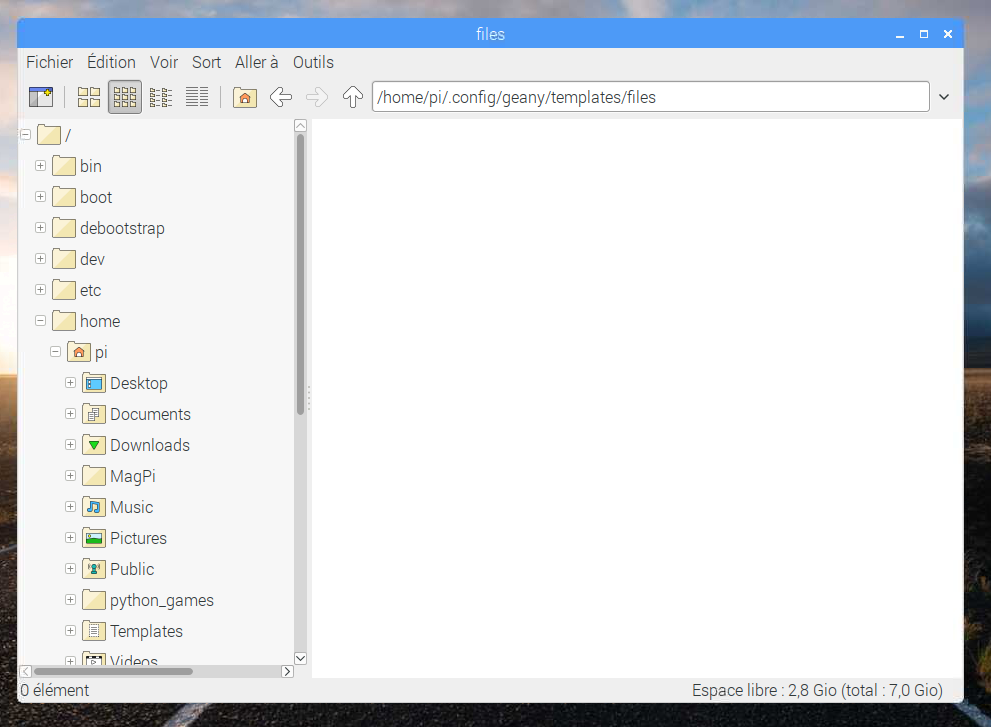 files
Fichier Édition Voir Sort Aller à Outils
/home/pi/.config/geany/templates/files
/
bin
boot
debootstrap
dev
etc
home
pi
Desktop
Documents
Downloads
MagPi
Music
Pictures
Public
python_games
Templates
Videos
0 élément Espace libre : 2,8 Gio (total : 7,0 Gio)